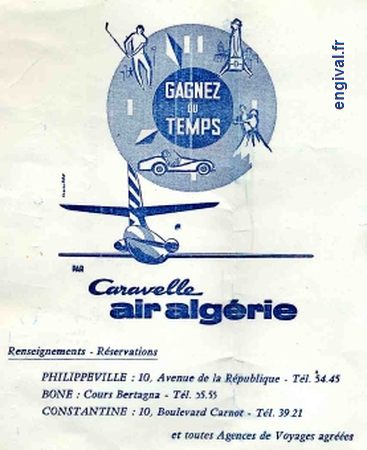 engival.fr
GAGNEZ
DU
TEMPS
PAR
Caravelle
air algérie
Renseignements - Réservations
PHILIPPEVILLE : 10, Avenue de la République - Tél. 54.45
BONE : Cours Bertagna - Tél. 55.55
CONSTANTINE : 10, Boulevard Carnot - Tél. 39.21
et toutes Agences de Voyages agréées